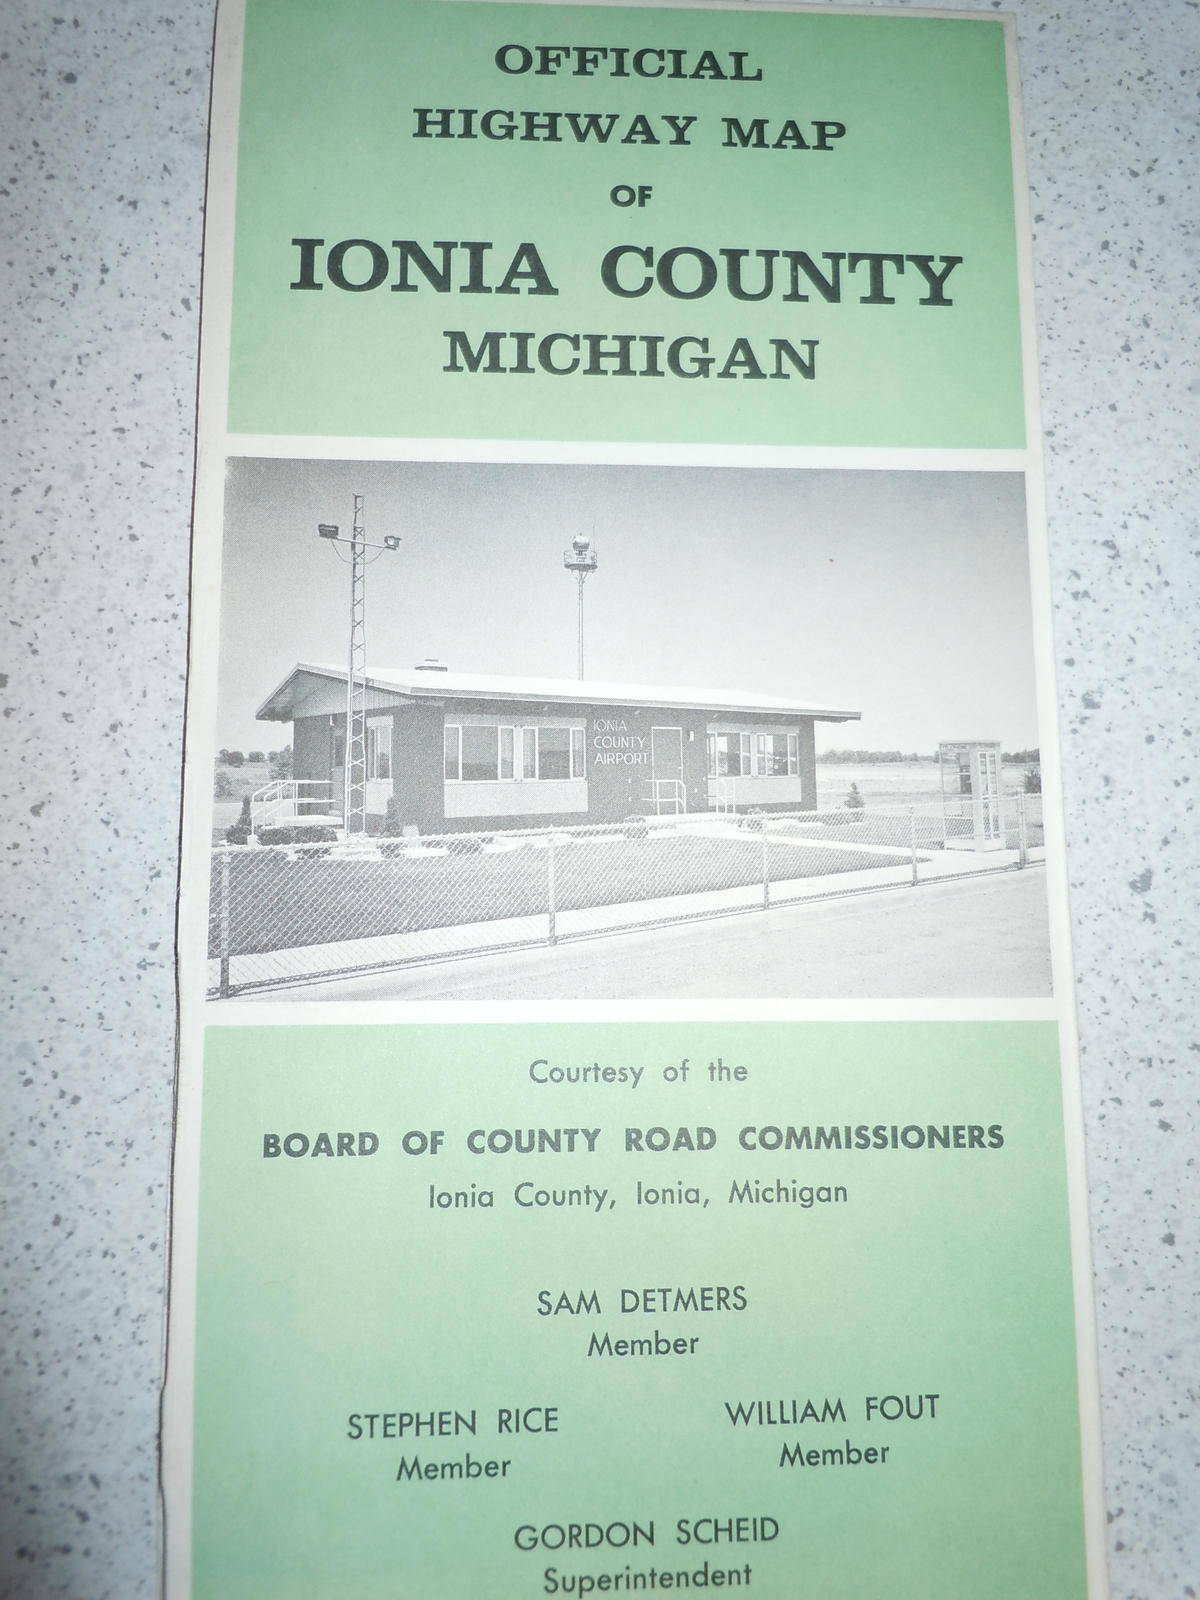 OFFICIAL
HIGHWAY MAP
OF
IONIA COUNTY
MICHIGAN
IONIA
COUNTY
AIRPORT
Courtesy of the
BOARD OF COUNTY ROAD COMMISSIONERS
Ionia County, Ionia, Michigan
SAM DETMERS
Member
STEPHEN RICE WILLIAM FOUT
Member Member
GORDON SCHEID
Superintendent